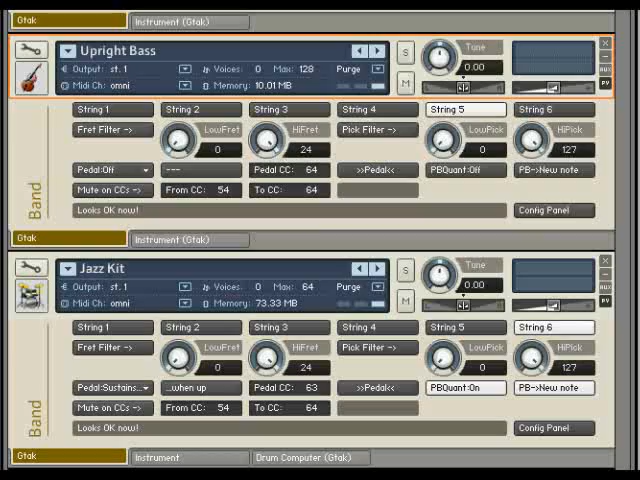 Gtak Instrument (Gtak)
Upright Bass
Output: st. 1 Voices: 0 Max: 128 Purge
Midi Ch: omni Memory: 10.01 MB
S M Tune 0.00 AUX PV
String 1 String 2 String 3 String 4 String 5 String 6
Fret Filter -> LowFret HiFret Pick Filter -> LowPick HiPick
0 24 0 127
Pedal:Off --- Pedal CC: 64 >>Pedal<< PBQuant:Off PB->New note
Mute on CCs -> From CC: 54 To CC: 64
Looks OK now! Config Panel
Band
Gtak Instrument (Gtak)
Jazz Kit
Output: st. 1 Voices: 0 Max: 64 Purge
Midi Ch: omni Memory: 73.33 MB
S M Tune 0.00 AUX PV
String 1 String 2 String 3 String 4 String 5 String 6
Fret Filter -> LowFret HiFret Pick Filter -> LowPick HiPick
0 24 0 127
Pedal:Sustains... ...when up Pedal CC: 63 >>Pedal<< PBQuant:On PB->New note
Mute on CCs -> From CC: 54 To CC: 64
Looks OK now! Config Panel
Band
Gtak Instrument Drum Computer (Gtak)